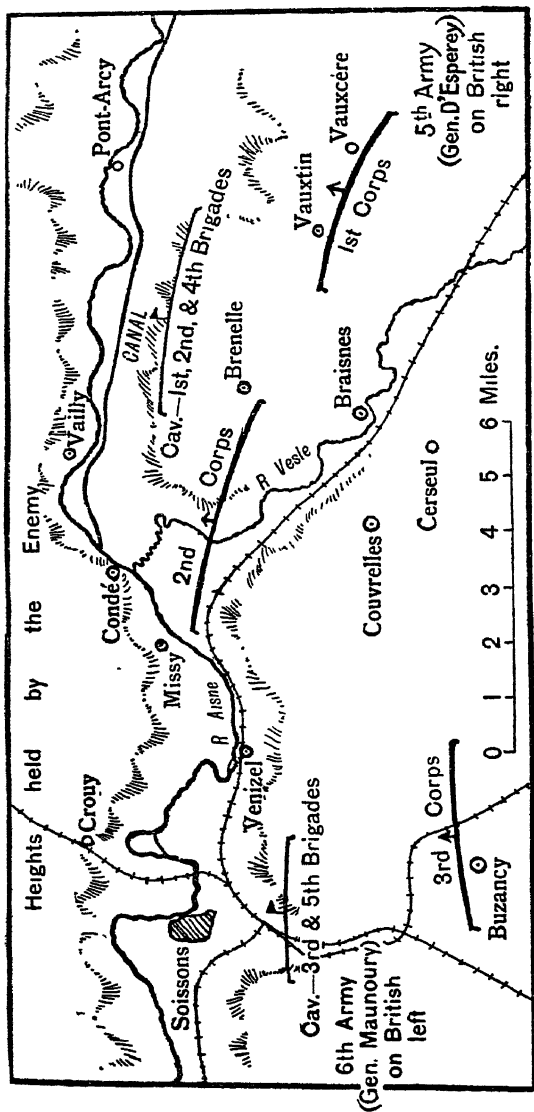 Heights held by the Enemy
Crouy
Soissons
Condé
Missy
Vailly
Pont-Arcy
CANAL
R Aisne
Venizel
Cav.—1st, 2nd, & 4th Brigades
Cav.—3rd & 5th Brigades
2nd Corps
Brenelle
R Vesle
Braisnes
Vauxtin
Vauxcére
1st Corps
6th Army
(Gen. Maunoury)
on British
left
5th Army
(Gen. D'Esperey)
on British
right
Couvrelles
Cerseul
3rd Corps
Buzancy
0 1 2 3 4 5 6 Miles.